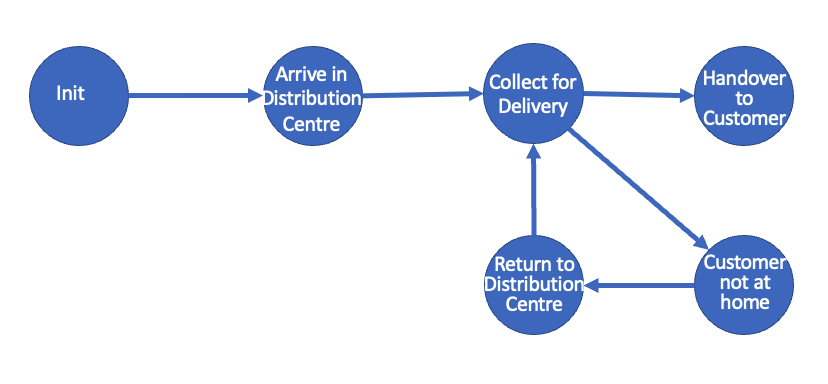 Init
Arrive in
Distribution
Centre
Collect for
Delivery
Handover
to
Customer
Return to
Distribution
Centre
Customer
not at
home